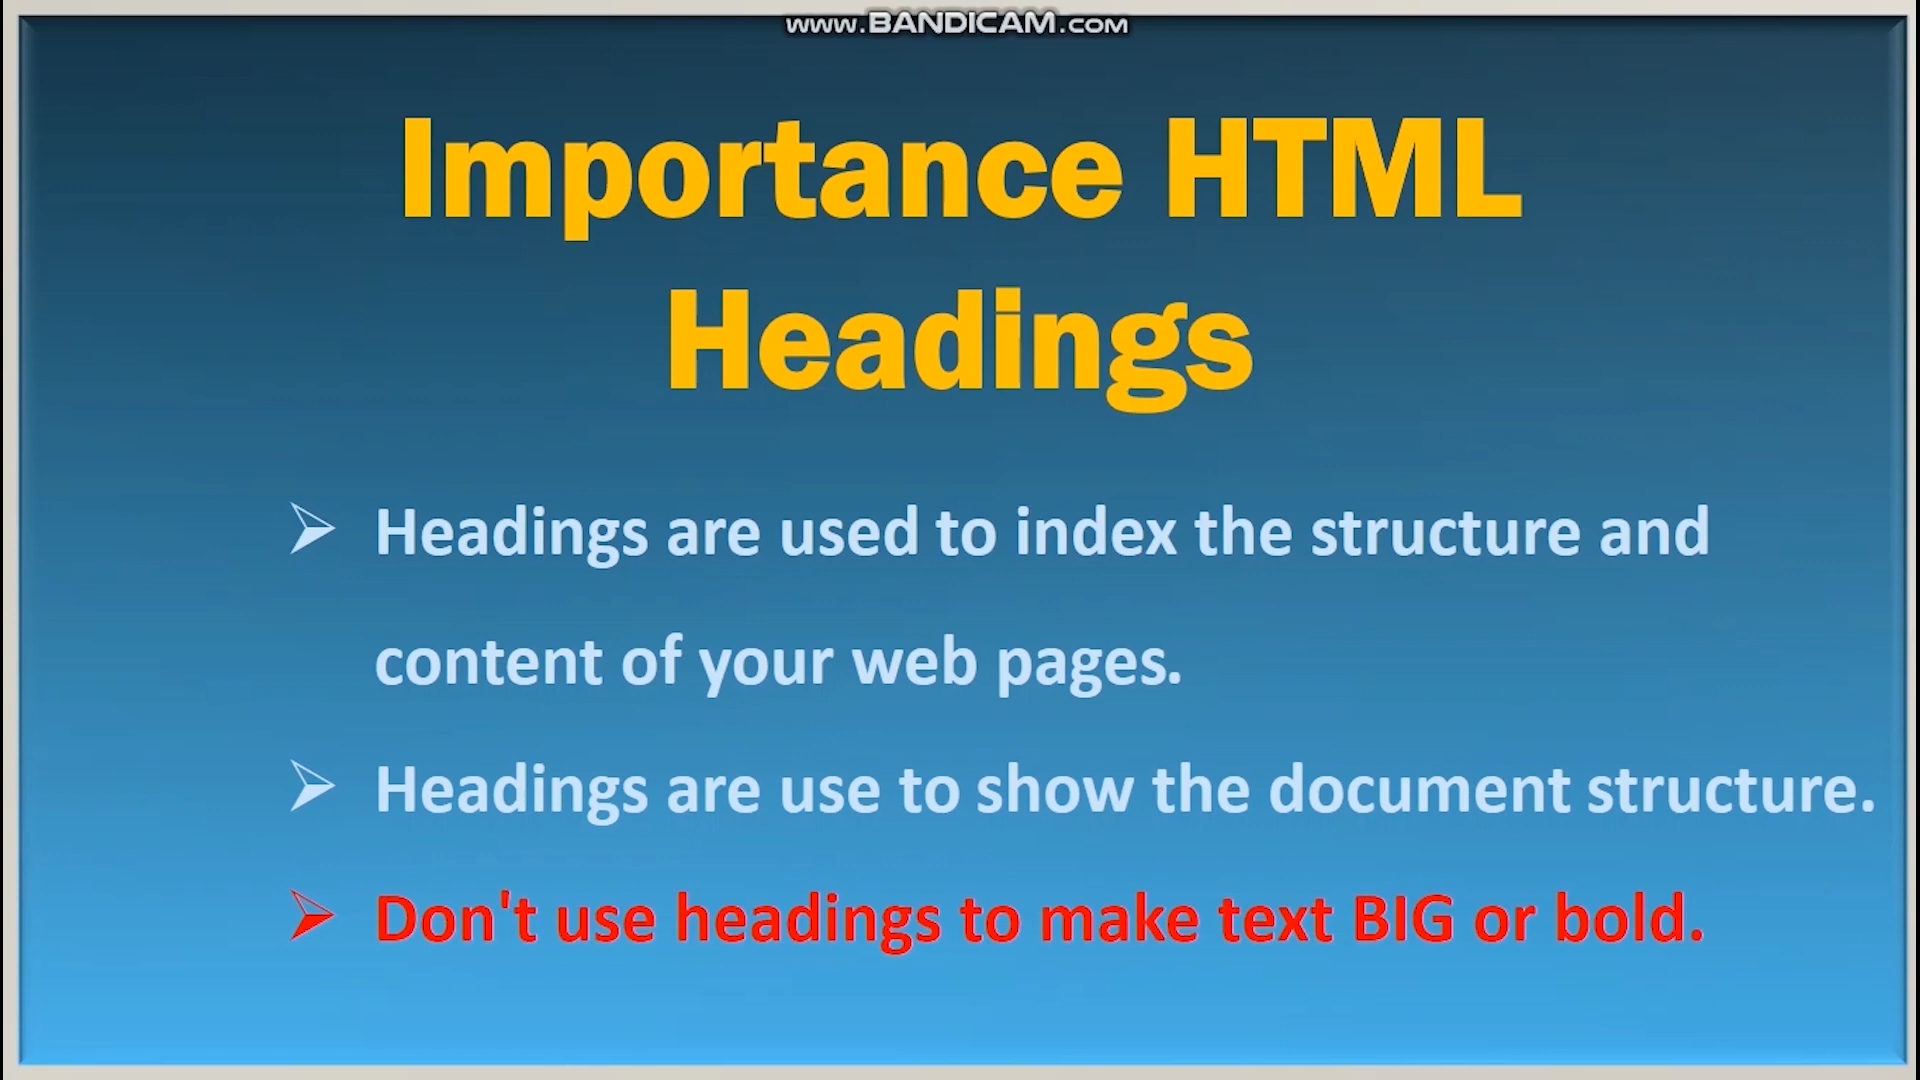 www.BANDICAM.com
Importance HTML
Headings
➢ Headings are used to index the structure and
content of your web pages.
➢ Headings are use to show the document structure.
➢ Don't use headings to make text BIG or bold.